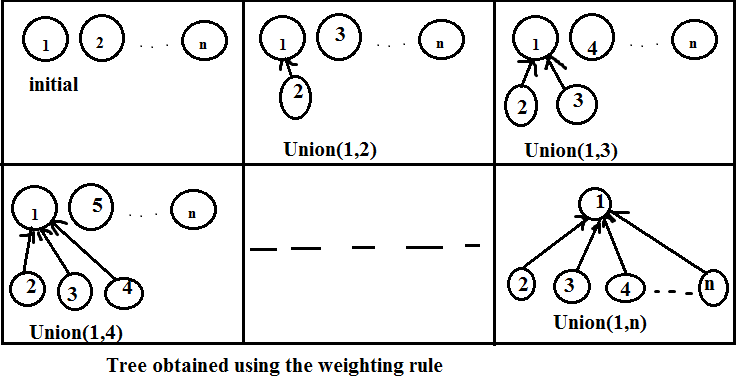 1 2 . . . n
initial
1 3 . . . n
2
Union(1,2)
1 4 . . . n
2 3
Union(1,3)
1 5 . . . n
2 3 4
Union(1,4)
1
2 3 4 n
Union(1,n)
Tree obtained using the weighting rule